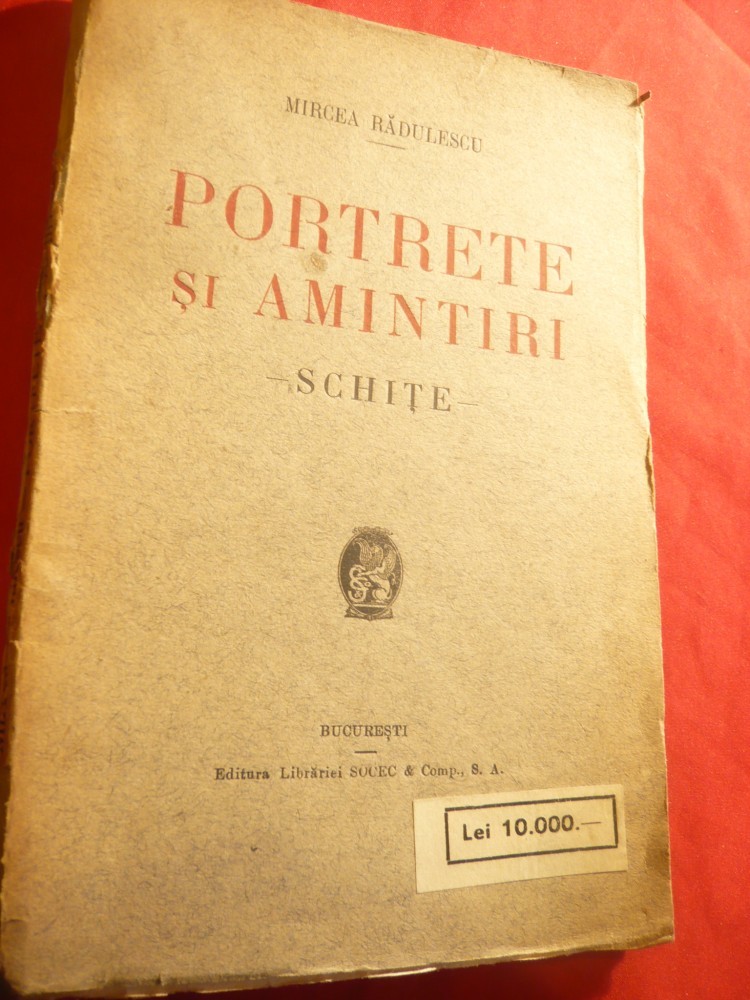 MIRCEA RĂDULESCU
PORTRETE
ȘI AMINTIRI
—SCHIȚE—
BUCUREȘTI
Editura Librăriei SOCEC & Comp., S. A.
Lei 10.000.—